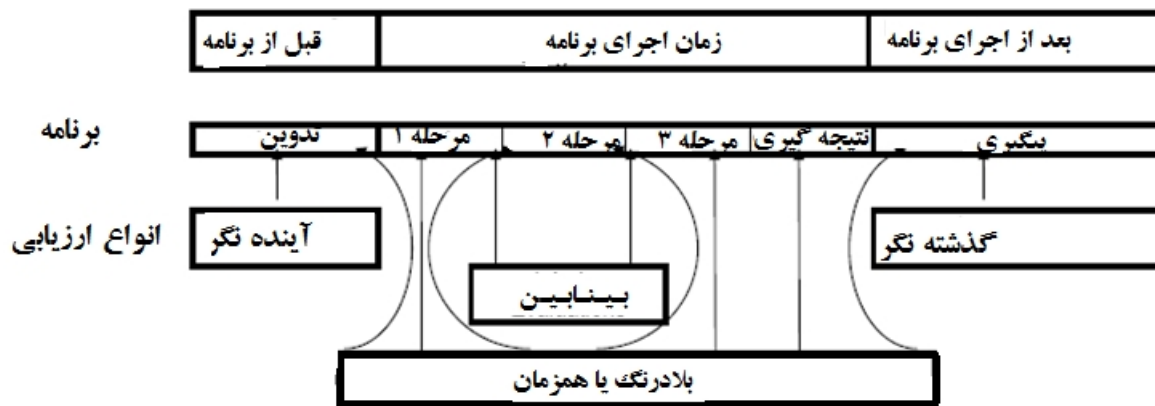 قبل از برنامه
زمان اجرای برنامه
بعد از اجرای برنامه
برنامه
تدوین
مرحله ۱
مرحله ۲
مرحله ۳
نتیجه گیری
پیگیری
انواع ارزیابی
آینده نگر
گذشته نگر
بینابین
بلادرنگ یا همزمان